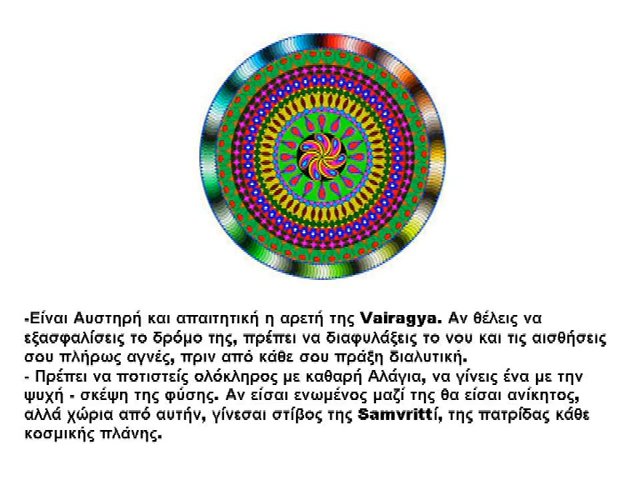 -Είναι Αυστηρή και απαιτητική η αρετή της Vairagya. Αν θέλεις να
εξασφαλίσεις το δρόμο της, πρέπει να διαφυλάξεις το νου και τις αισθήσεις
σου πλήρως αγνές, πριν από κάθε σου πράξη διαλυτική.
- Πρέπει να ποτιστείς ολόκληρος με καθαρή Αλάγια, να γίνεις ένα με την
ψυχή - σκέψη της φύσης. Αν είσαι ενωμένος μαζί της θα είσαι ανίκητος,
αλλά χώρια από αυτήν, γίνεσαι στίβος της Samvrittί, της πατρίδας κάθε
κοσμικής πλάνης.